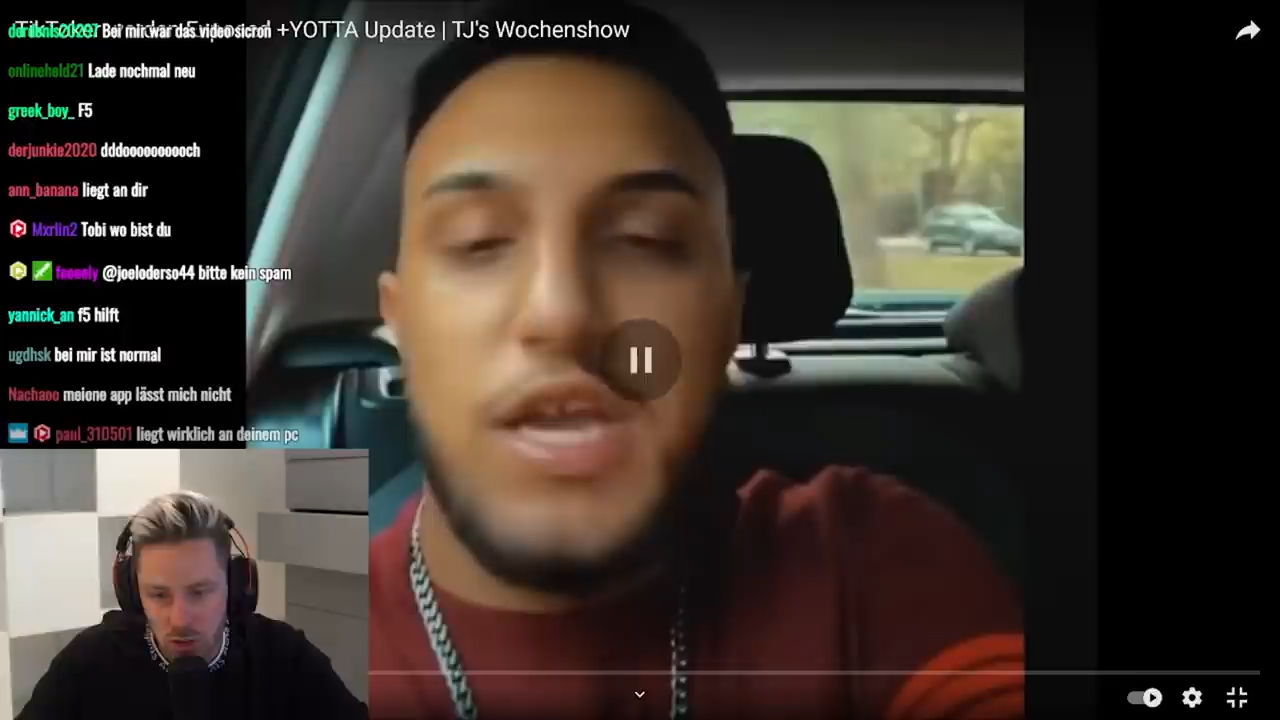 +YOTTA Update | TJ's Wochenshow
Bei mir war das video sicron
onlineheld21 Lade nochmal neu
greek_boy_ F5
derjunkie2020 dddooooooooch
ann_banana liegt an dir
Mxrlin2 Tobi wo bist du
@joeloderso44 bitte kein spam
yannick_an f5 hilft
ugdhsk bei mir ist normal
Nachaoo meione app lässt mich nicht
paul_310501 liegt wirklich an deinem pc